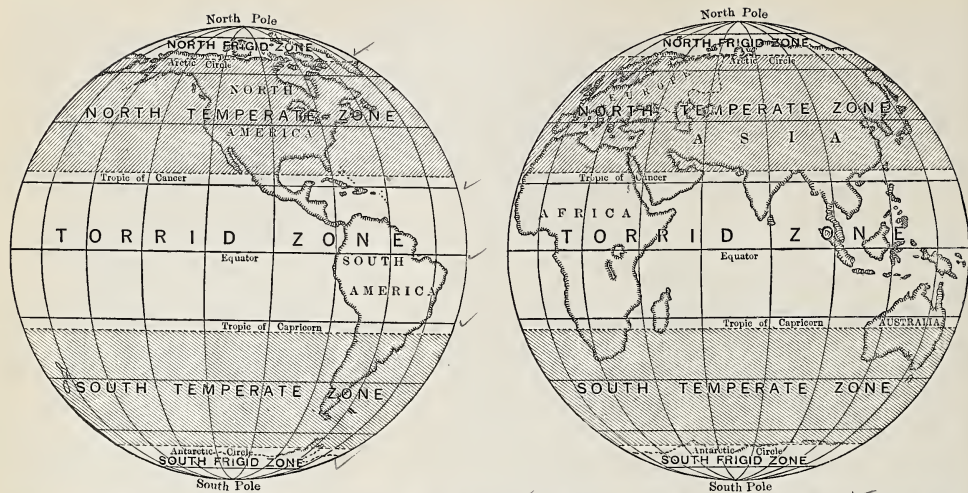 North Pole
NORTH FRIGID ZONE
Arctic Circle
NORTH
NORTH TEMPERATE ZONE
AMERICA
Tropic of Cancer
TORRID ZONE
Equator
SOUTH
AMERICA
Tropic of Capricorn
SOUTH TEMPERATE ZONE
Antarctic Circle
SOUTH FRIGID ZONE
South Pole
North Pole
NORTH FRIGID ZONE
Arctic Circle
EUROPE
NORTH TEMPERATE ZONE
ASIA
Tropic of Cancer
AFRICA
TORRID ZONE
Equator
Tropic of Capricorn
AUSTRALIA
SOUTH TEMPERATE ZONE
Antarctic Circle
SOUTH FRIGID ZONE
South Pole